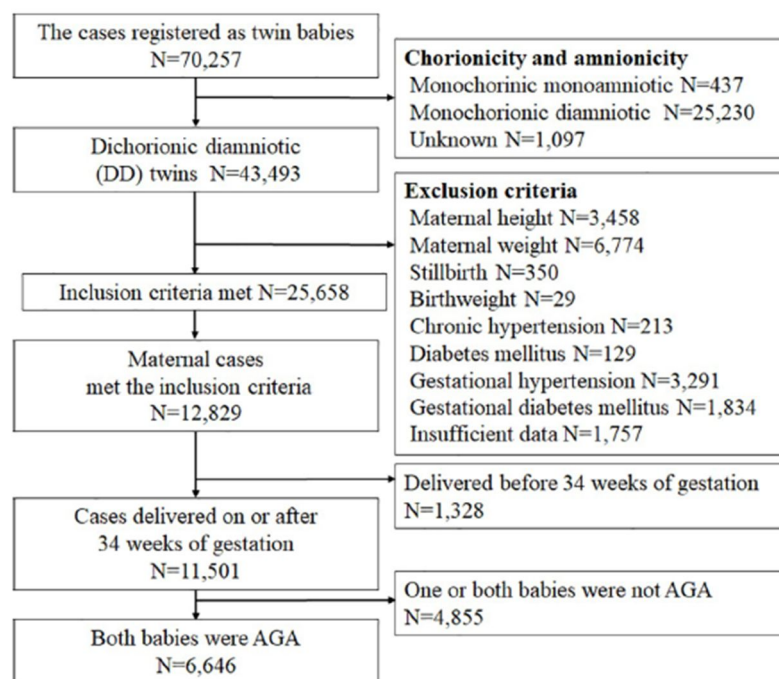 The cases registered as twin babies
N=70,257
Chorionicity and amnionicity
Monochorinic monoamniotic N=437
Monochorionic diamniotic N=25,230
Unknown N=1,097
Dichorionic diamniotic
(DD) twins N=43,493
Exclusion criteria
Maternal height N=3,458
Maternal weight N=6,774
Stillbirth N=350
Birthweight N=29
Chronic hypertension N=213
Diabetes mellitus N=129
Gestational hypertension N=3,291
Gestational diabetes mellitus N=1,834
Insufficient data N=1,757
Inclusion criteria met N=25,658
Maternal cases
met the inclusion criteria
N=12,829
Delivered before 34 weeks of gestation
N=1,328
Cases delivered on or after
34 weeks of gestation
N=11,501
One or both babies were not AGA
N=4,855
Both babies were AGA
N=6,646